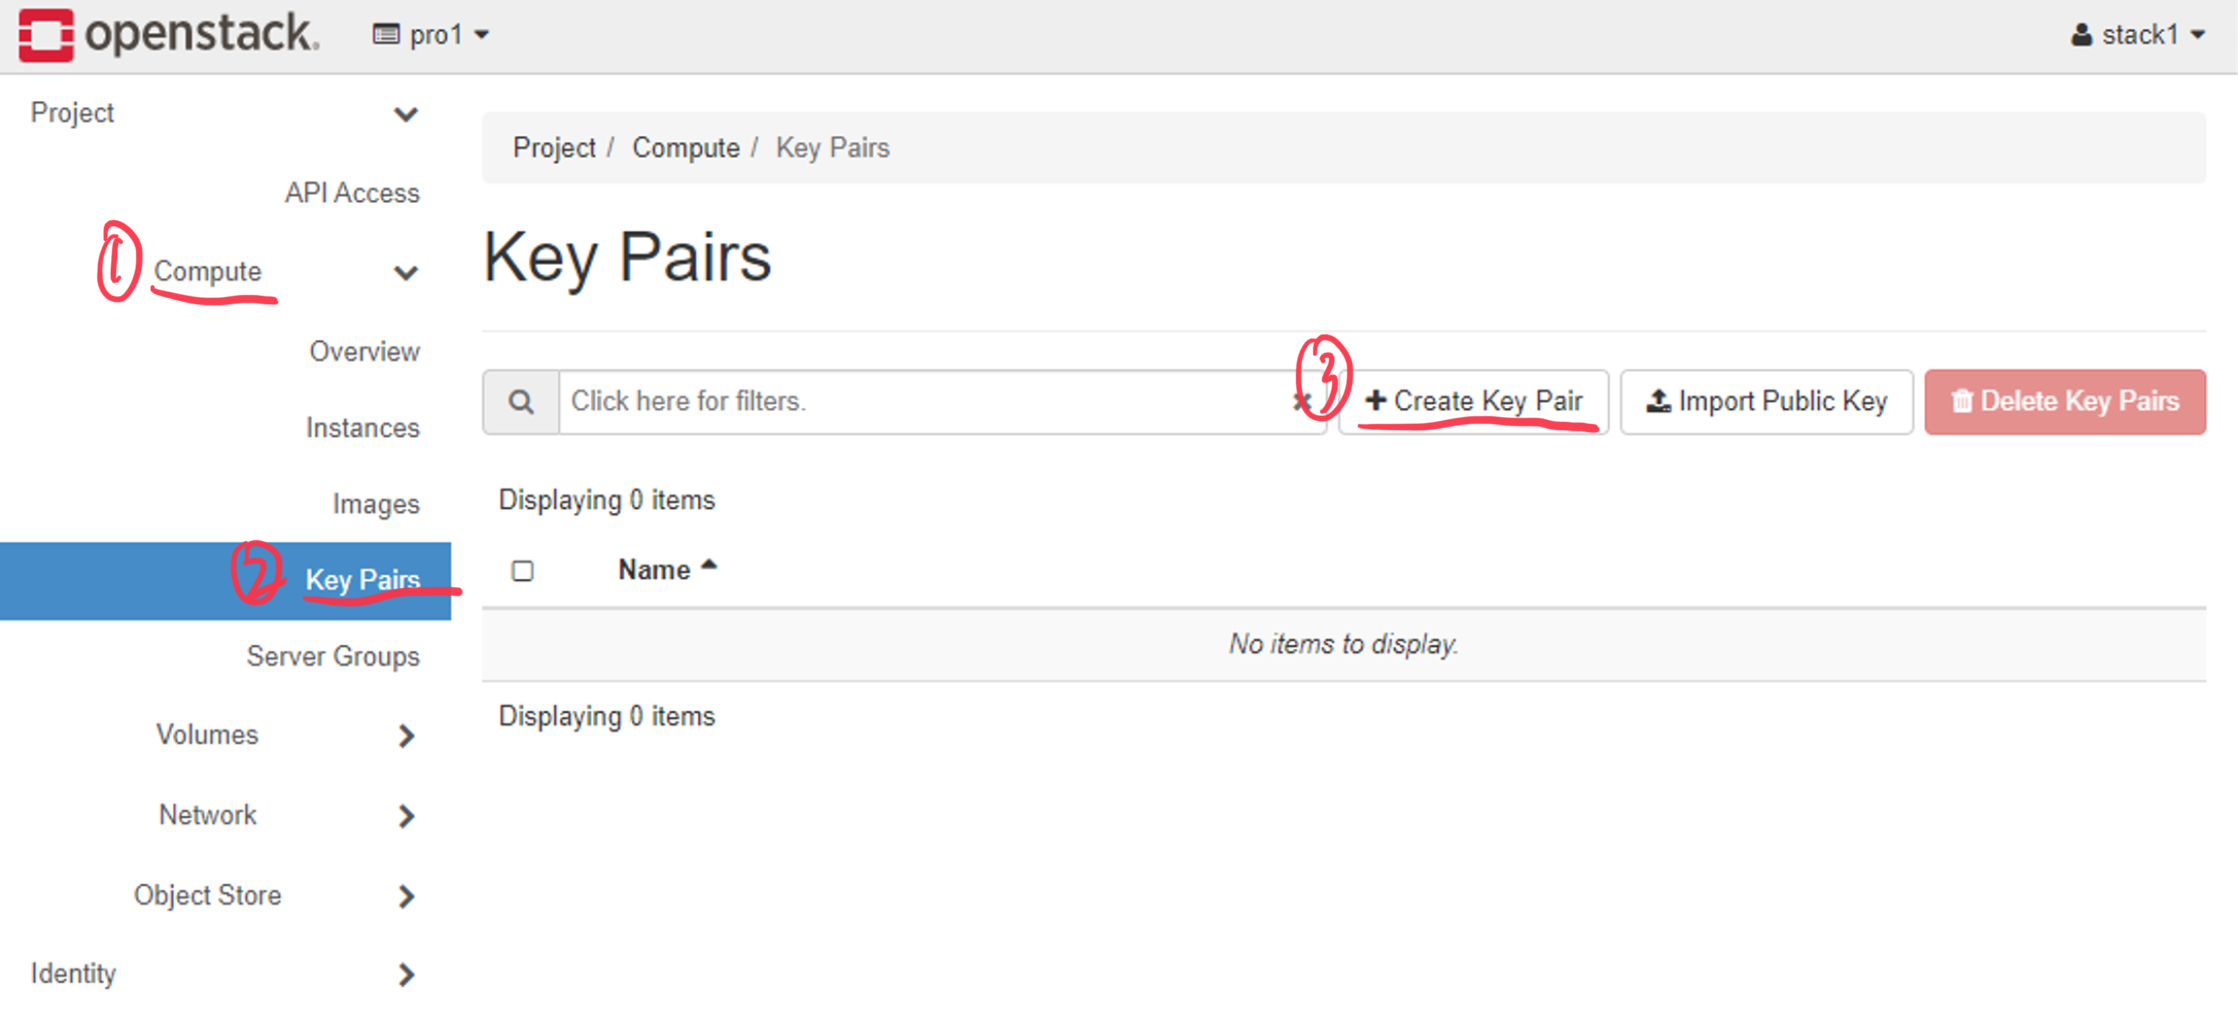 openstack.
pro1
stack1
Project
API Access
① Compute
Overview
Instances
Images
② Key Pairs
Server Groups
Volumes
Network
Object Store
Identity
Project / Compute / Key Pairs
Key Pairs
Click here for filters.
③ Create Key Pair
Import Public Key
Delete Key Pairs
Displaying 0 items
Name
No items to display.
Displaying 0 items